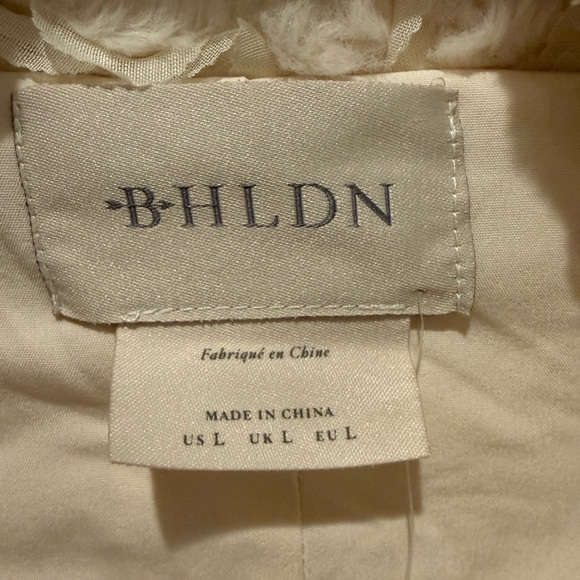 BHLDN
Fabriqué en Chine
MADE IN CHINA
US L UK L EU L